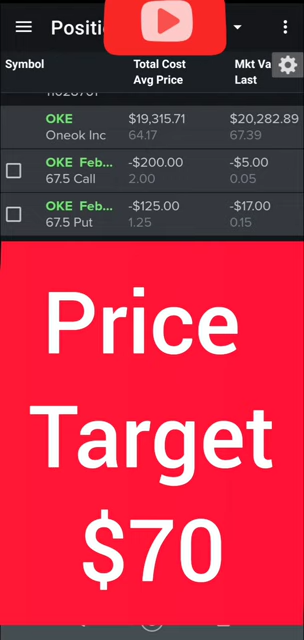 Positi
Symbol
Total Cost
Avg Price
Mkt Va
Last
OKE
Oneok Inc
$19,315.71
64.17
$20,282.89
67.39
OKE Feb...
67.5 Call
-$200.00
2.00
-$5.00
0.05
OKE Feb...
67.5 Put
-$125.00
1.25
-$17.00
0.15
Price
Target
$70